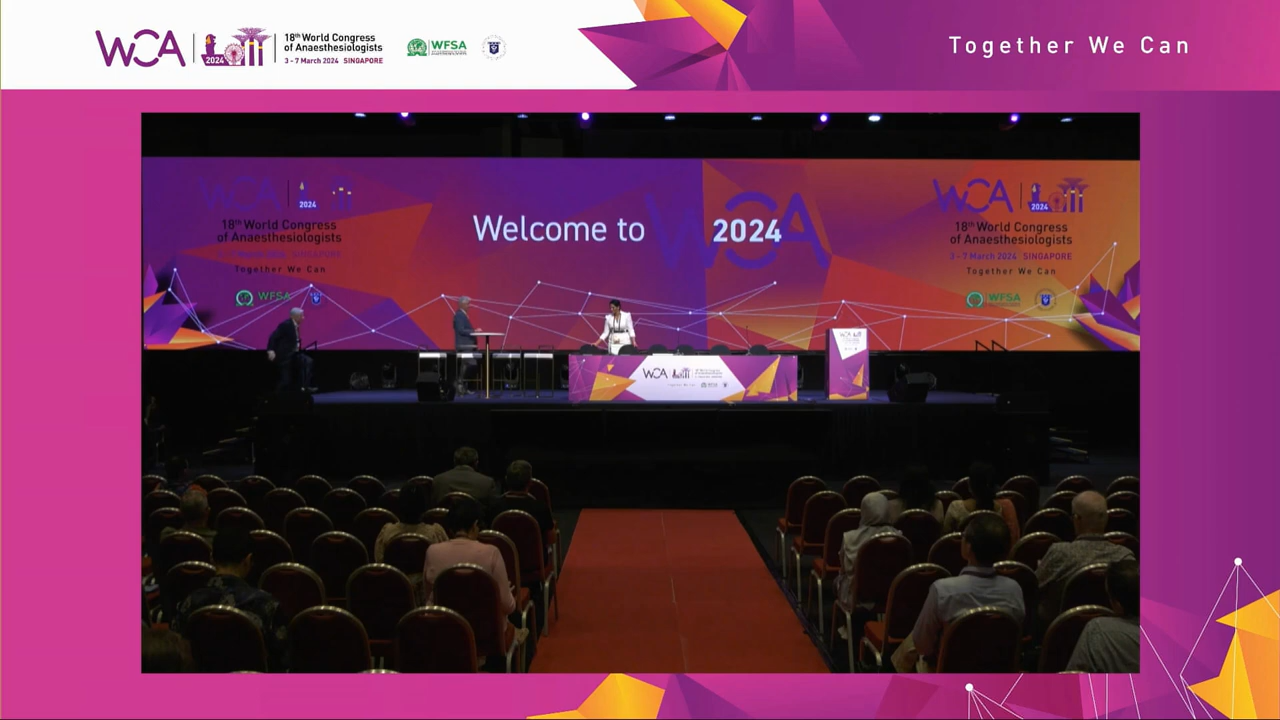 WCA
2024
18th World Congress
of Anaesthesiologists
3 - 7 March 2024 SINGAPORE
WFSA
Together We Can
WCA
2024
18th World Congress
of Anaesthesiologists
Together We Can
WFSA
Welcome to WCA 2024
WCA
2024
18th World Congress
of Anaesthesiologists
3 - 7 March 2024 SINGAPORE
Together We Can
WFSA
WCA
WCA